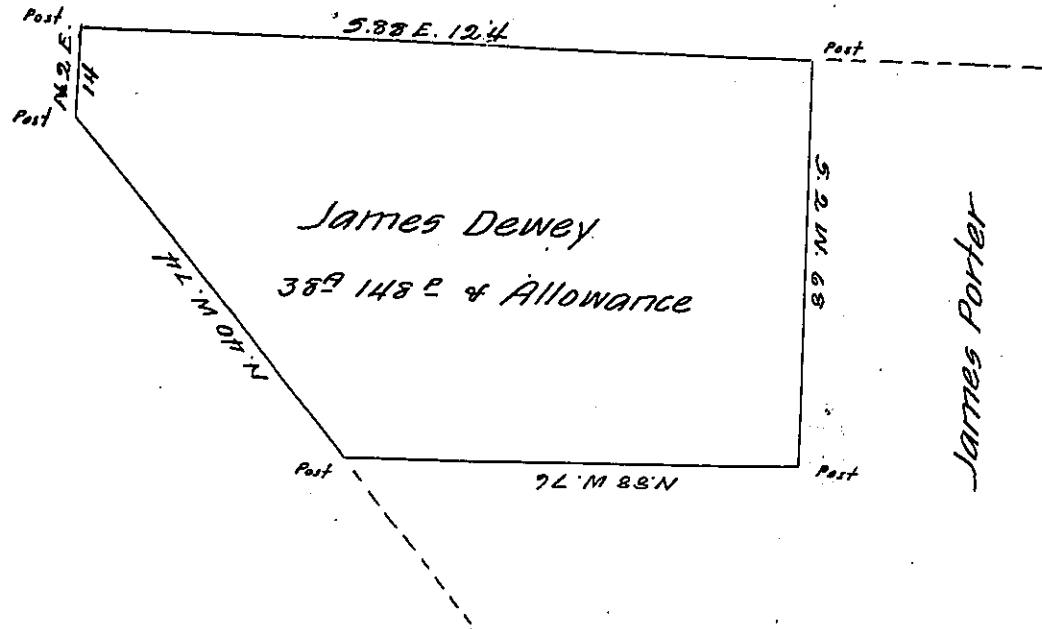 Post.
S.88 E. 124
Post
N.2 E.
14
Post
S.2 W. 68
James Dewey
38A 148P & Allowance
James Porter
N.40 W.74
Post
N.88 W.76
Post